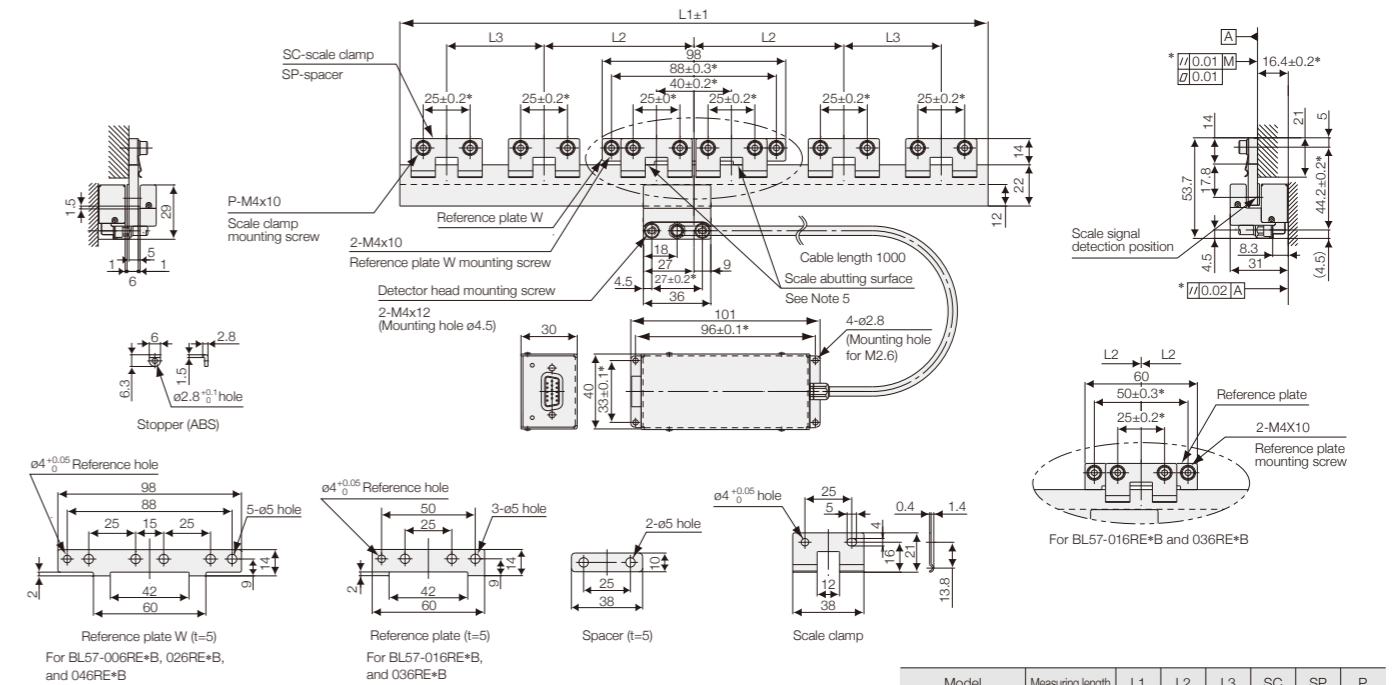 L1±1
L3
L2
L2
L3
SC-scale clamp
SP-spacer
98
88±0.3*
40±0.2*
25±0.2*
25±0.2*
25±0*
25±0.2*
25±0.2*
25±0.2*
14
22
12
P-M4x10
Scale clamp
mounting screw
Reference plate W
2-M4x10
Reference plate W mounting screw
Detector head mounting screw
2-M4x12
(Mounting hole ø4.5)
18
27
9
4.5
27±0.2*
36
Cable length 1000
Scale abutting surface
See Note 5
1.5
29
5
1
1
6
A
* // 0.01 M
0.01
16.4±0.2*
5
14
21
17.8
53.7
44.2±0.2*
Scale signal
detection position
4.5
8.3
31
(4.5)
* // 0.02 A
6
2.8
6.3
1.5
ø2.8 +0.1 0 hole
Stopper (ABS)
30
101
96±0.1*
40
33±0.1*
4-ø2.8
(Mounting hole
for M2.6)
L2
L2
60
50±0.3*
25±0.2*
Reference plate
2-M4X10
Reference plate
mounting screw
For BL57-016RE*B and 036RE*B
ø4 +0.05 0 Reference hole
98
88
25
15
25
5-ø5 hole
14
9
2
42
60
Reference plate W (t=5)
For BL57-006RE*B, 026RE*B,
and 046RE*B
ø4 +0.05 0 Reference hole
50
25
3-ø5 hole
14
9
2
42
60
Reference plate (t=5)
For BL57-016RE*B,
and 036RE*B
2-ø5 hole
10
25
38
Spacer (t=5)
ø4 +0.05 0 hole
25
5
4
16
21
12
38
0.4
1.4
13.8
Scale clamp
Model Measuring length L1 L2 L3 SC SP P